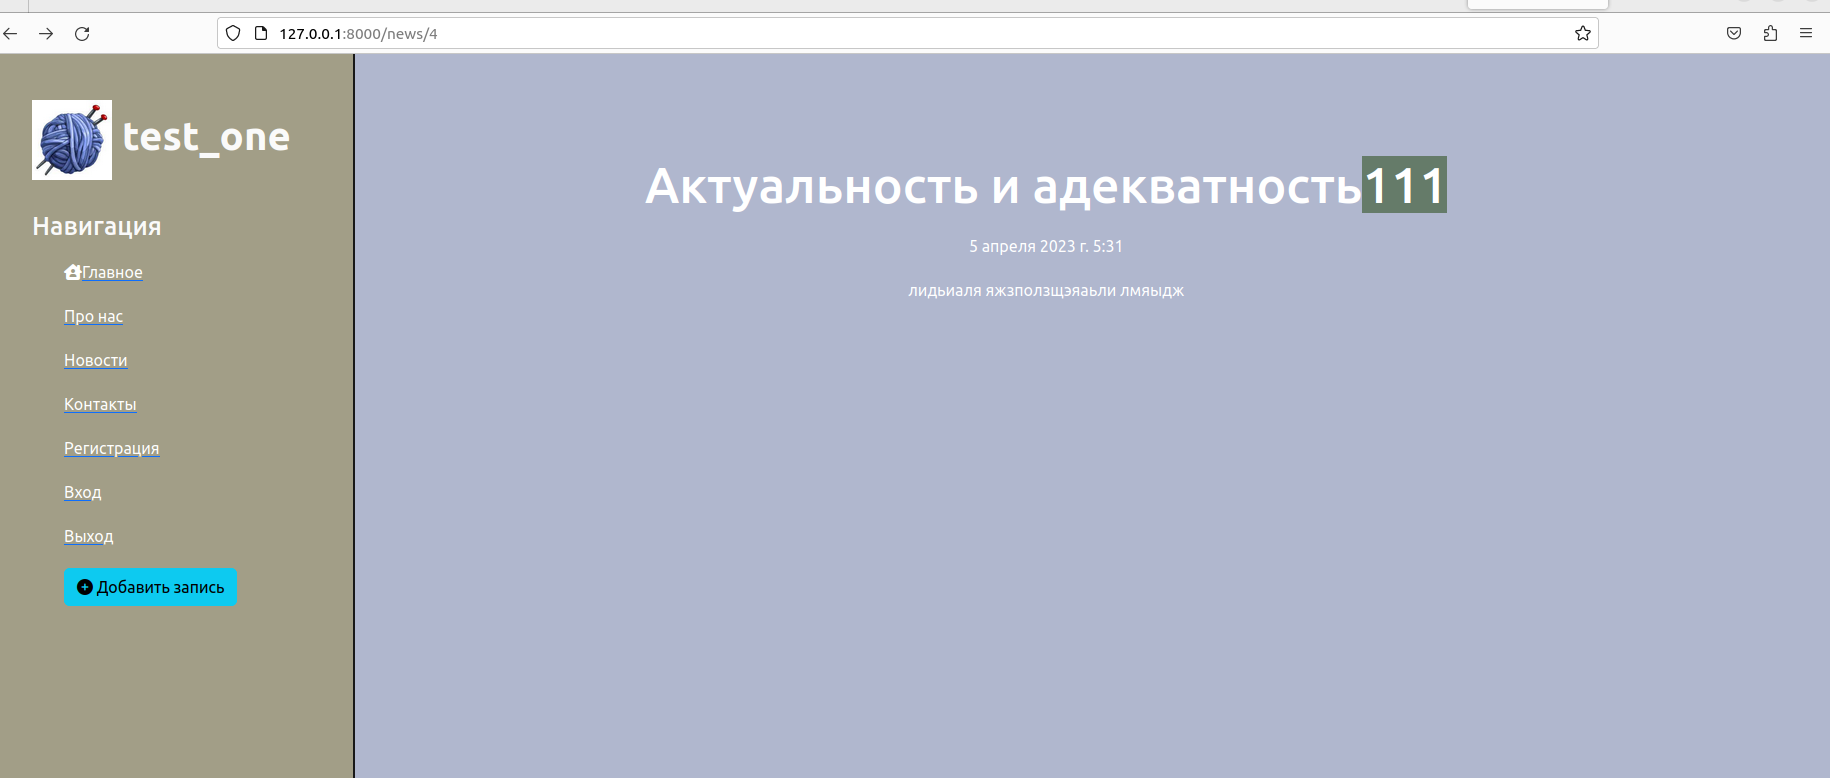 127.0.0.1:8000/news/4
test_one
Навигация
Главное
Про нас
Новости
Контакты
Регистрация
Вход
Выход
Добавить запись
Актуальность и адекватность111
5 апреля 2023 г. 5:31
лидьиаля яжзползщэяаьли лмяыдж